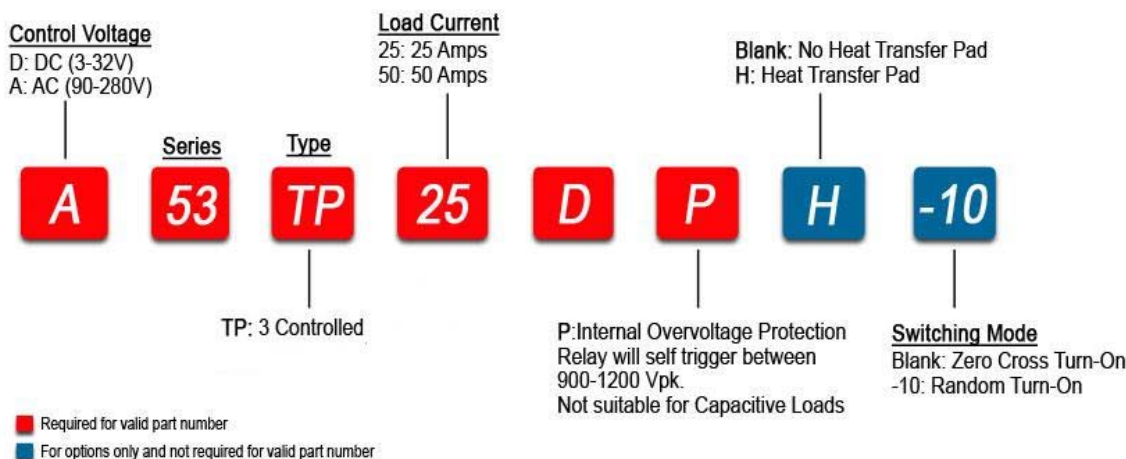 Control Voltage
D: DC (3-32V)
A: AC (90-280V)
Series
Type
Load Current
25: 25 Amps
50: 50 Amps
Blank: No Heat Transfer Pad
H: Heat Transfer Pad
A 53 TP 25 D P H -10
TP: 3 Controlled
P:Internal Overvoltage Protection
Relay will self trigger between
900-1200 Vpk.
Not suitable for Capacitive Loads
Switching Mode
Blank: Zero Cross Turn-On
-10: Random Turn-On
Required for valid part number
For options only and not required for valid part number